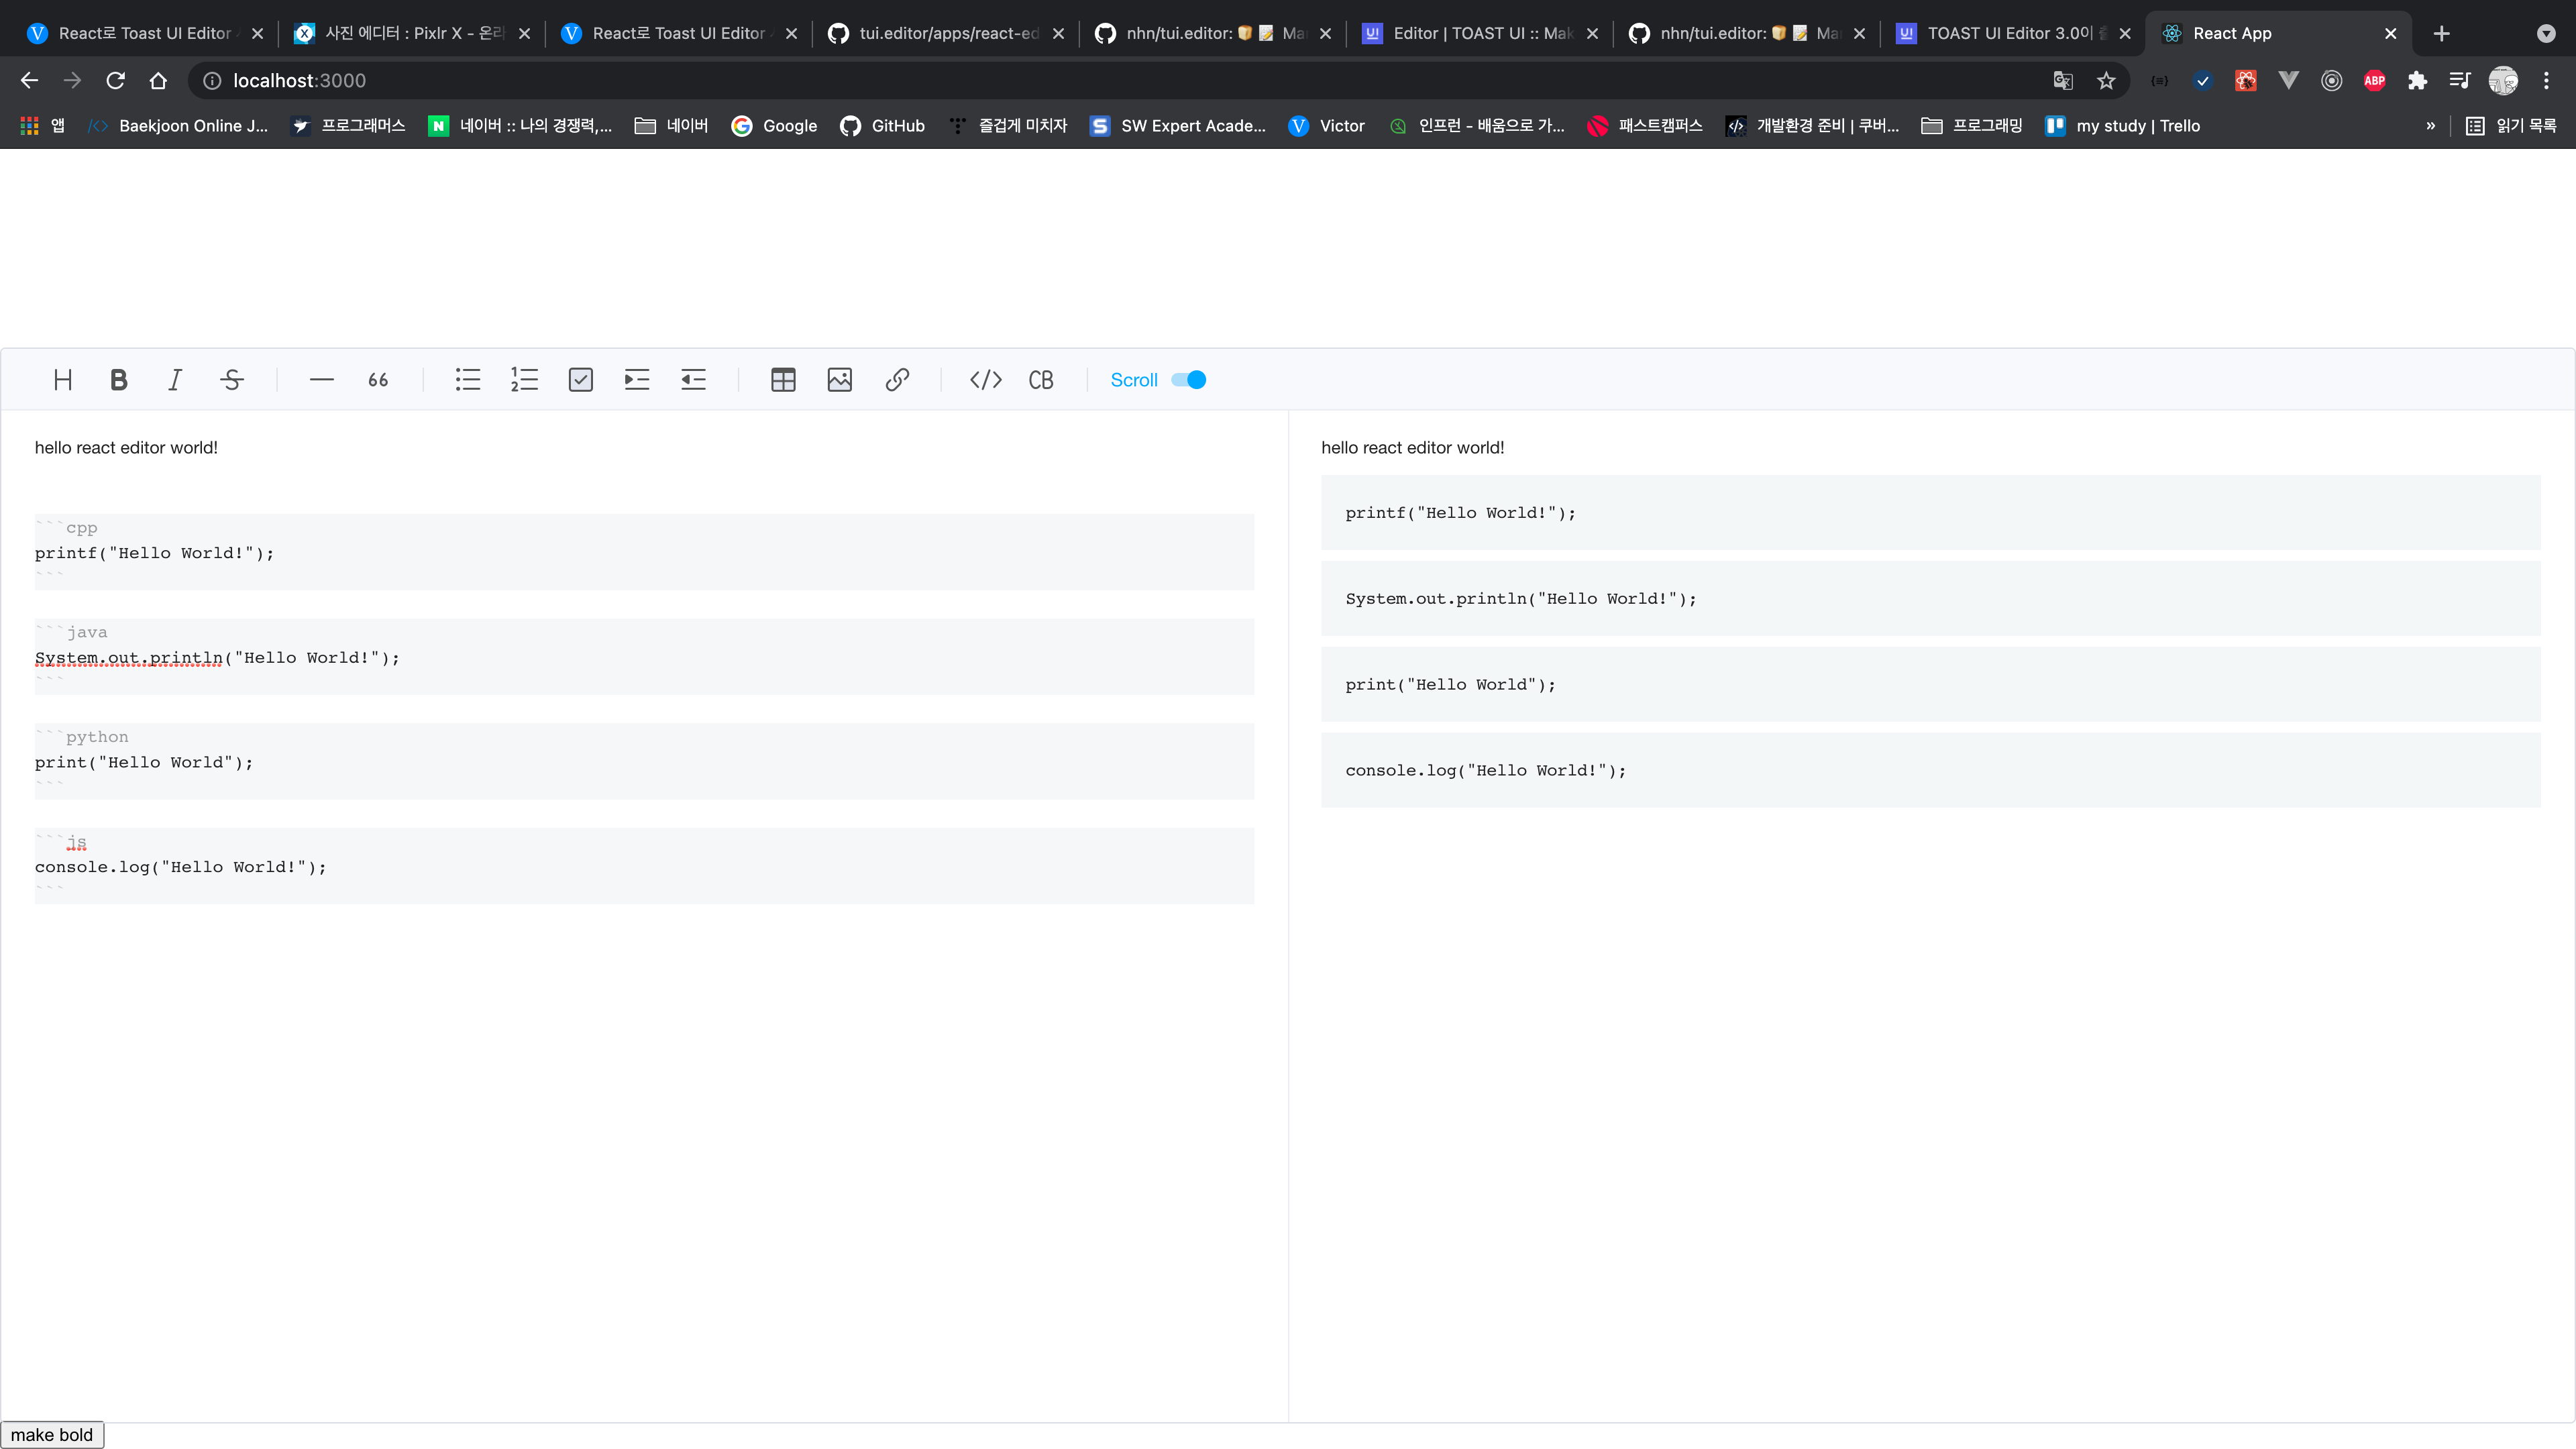 React로 Toast UI Editor
사진 에디터 : Pixlr X - 온라
React로 Toast UI Editor
tui.editor/apps/react-ed
nhn/tui.editor: 🍞📝 Ma
Editor | TOAST UI :: Mak
nhn/tui.editor: 🍞📝 Ma
TOAST UI Editor 3.0이
React App
localhost:3000
ABP
앱
Baekjoon Online J...
프로그래머스
N
네이버 :: 나의 경쟁력,...
네이버
Google
GitHub
즐겁게 미치자
S
SW Expert Acade...
V
Victor
인프런 - 배움으로 가...
패스트캠퍼스
개발환경 준비 | 쿠버...
프로그래밍
my study | Trello
»
읽기 목록
H B I S — 66 </> CB Scroll
hello react editor world!
```cpp
printf("Hello World!");
```
```java
System.out.println("Hello World!");
```
```python
print("Hello World");
```
```js
console.log("Hello World!");
```
hello react editor world!
printf("Hello World!");
System.out.println("Hello World!");
print("Hello World");
console.log("Hello World!");
make bold